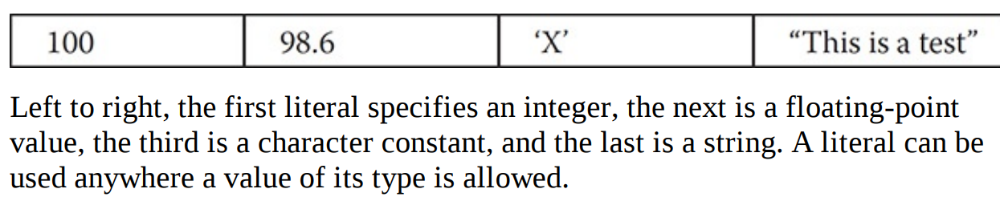 100 98.6 ‘X’ “This is a test”
Left to right, the first literal specifies an integer, the next is a floating-point
value, the third is a character constant, and the last is a string. A literal can be
used anywhere a value of its type is allowed.